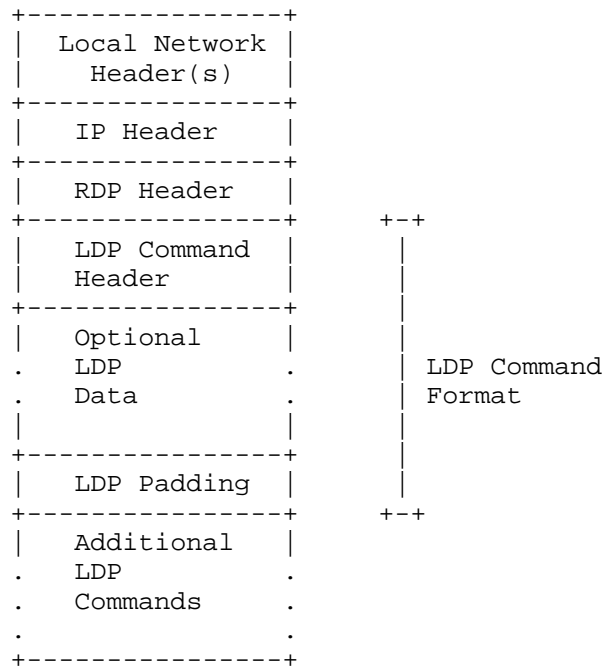 Local Network
Header(s)
IP Header
RDP Header
LDP Command
Header
Optional
LDP
Data
LDP Command
Format
LDP Padding
Additional
LDP
Commands